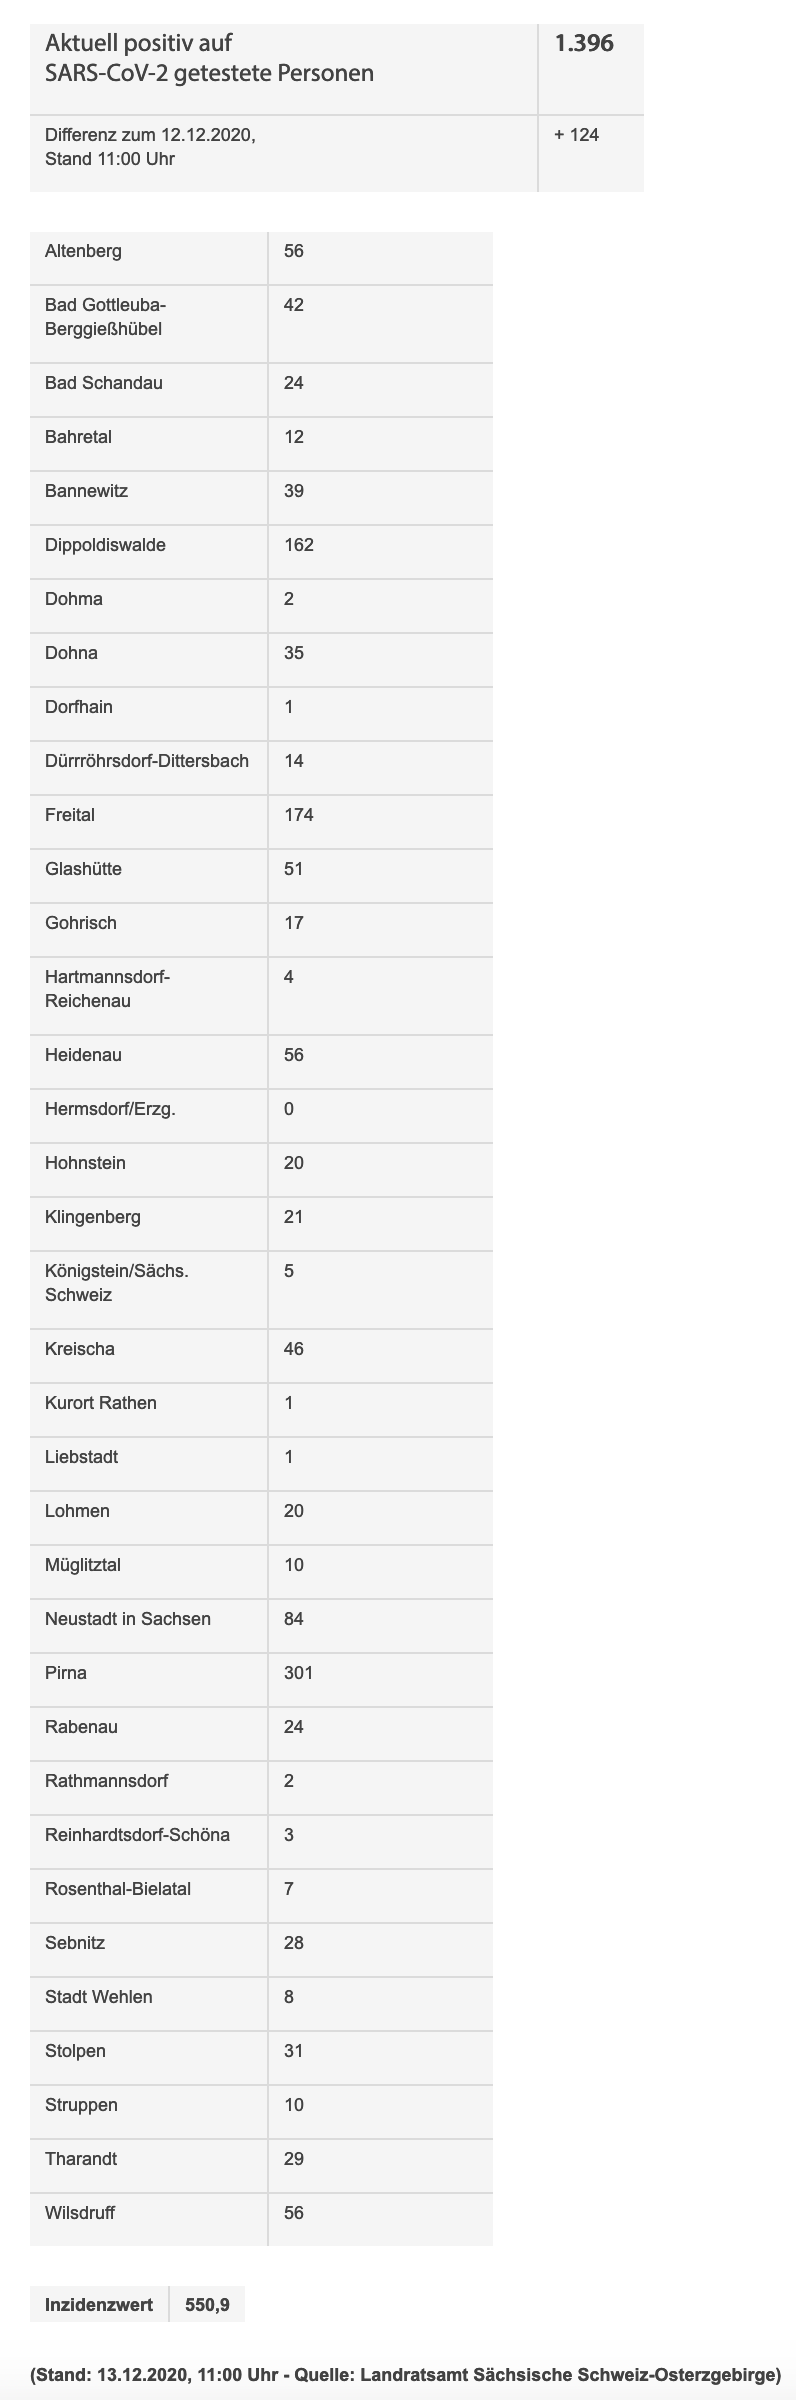 Aktuell positiv auf
SARS-CoV-2 getestete Personen
1.396
Differenz zum 12.12.2020,
Stand 11:00 Uhr
+ 124
Altenberg 56
Bad Gottleuba-
Berggießhübel
42
Bad Schandau 24
Bahretal 12
Bannewitz 39
Dippoldiswalde 162
Dohma 2
Dohna 35
Dorfhain 1
Dürrröhrsdorf-Dittersbach 14
Freital 174
Glashütte 51
Gohrisch 17
Hartmannsdorf-
Reichenau
4
Heidenau 56
Hermsdorf/Erzg. 0
Hohnstein 20
Klingenberg 21
Königstein/Sächs.
Schweiz
5
Kreischa 46
Kurort Rathen 1
Liebstadt 1
Lohmen 20
Müglitztal 10
Neustadt in Sachsen 84
Pirna 301
Rabenau 24
Rathmannsdorf 2
Reinhardtsdorf-Schöna 3
Rosenthal-Bielatal 7
Sebnitz 28
Stadt Wehlen 8
Stolpen 31
Struppen 10
Tharandt 29
Wilsdruff 56
Inzidenzwert 550,9
(Stand: 13.12.2020, 11:00 Uhr - Quelle: Landratsamt Sächsische Schweiz-Osterzgebirge)